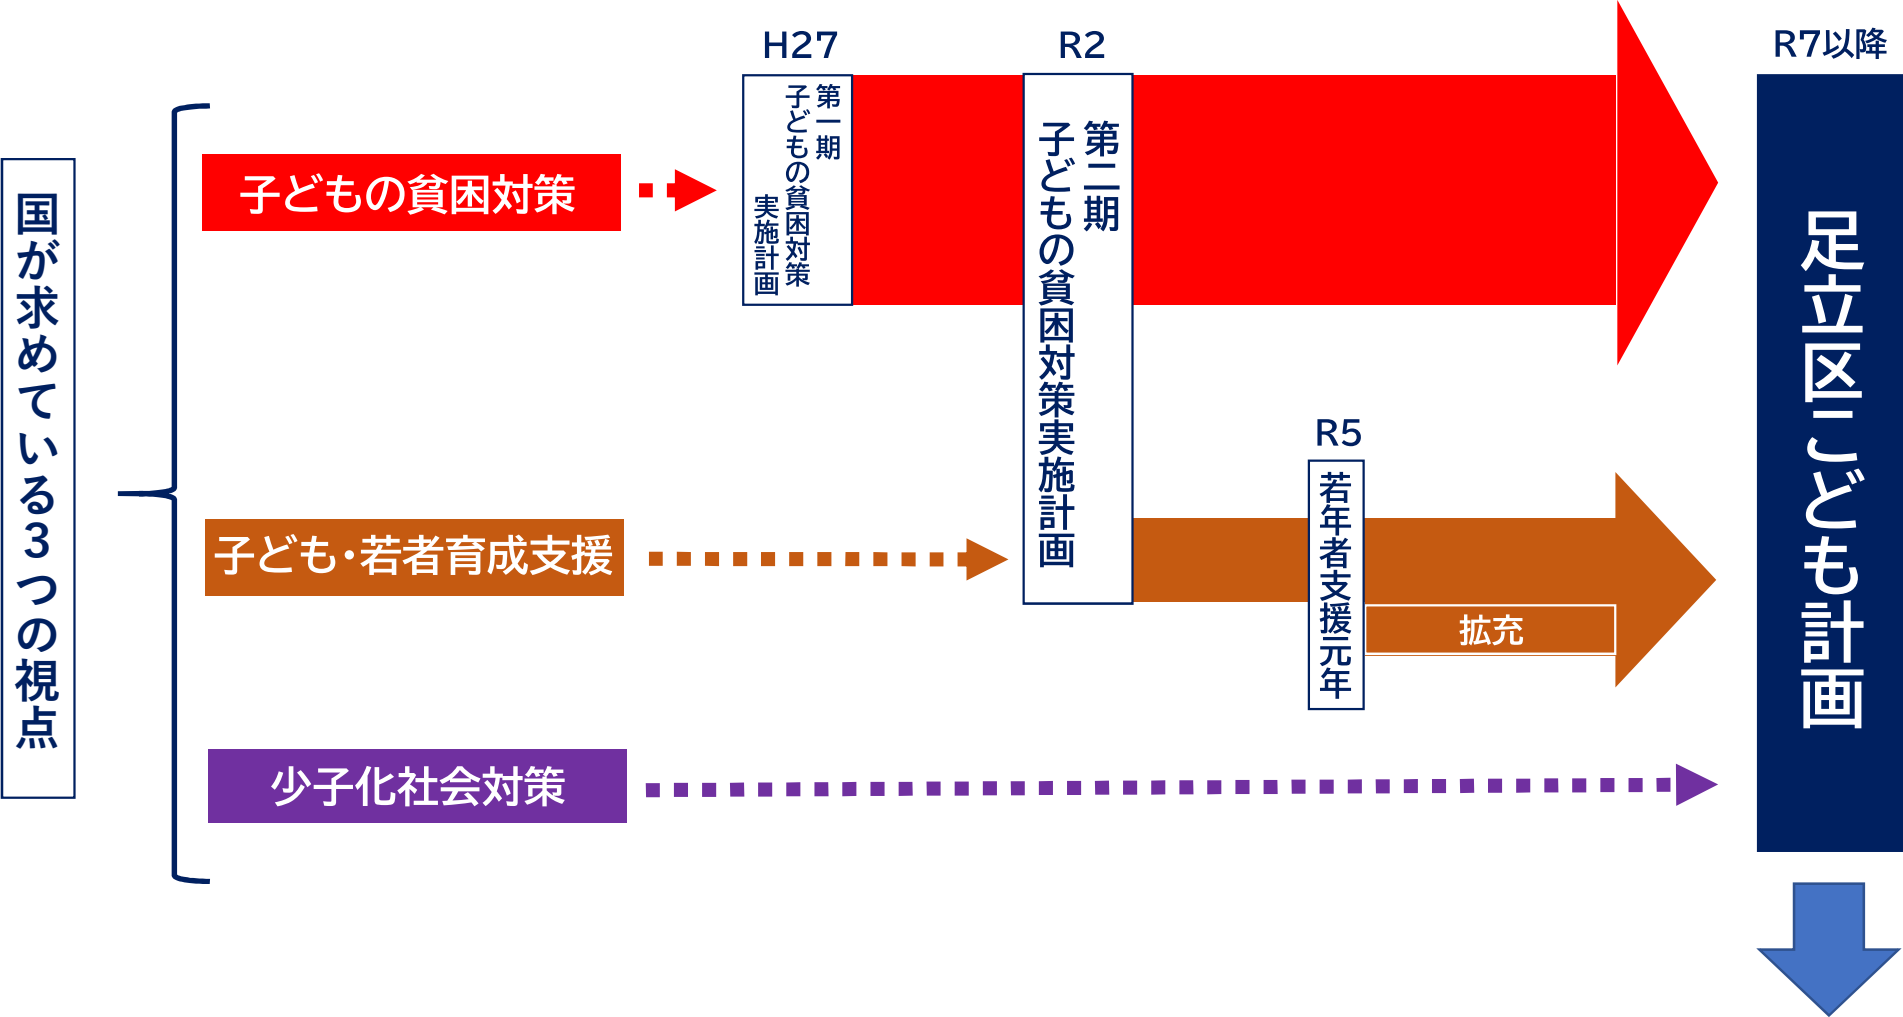 国が求めている3つの視点
子どもの貧困対策
子ども・若者育成支援
少子化社会対策
H27
第一期
子どもの貧困対策
実施計画
R2
第二期
子どもの貧困対策実施計画
R5
若年者支援元年
拡充
R7以降
足立区こども計画